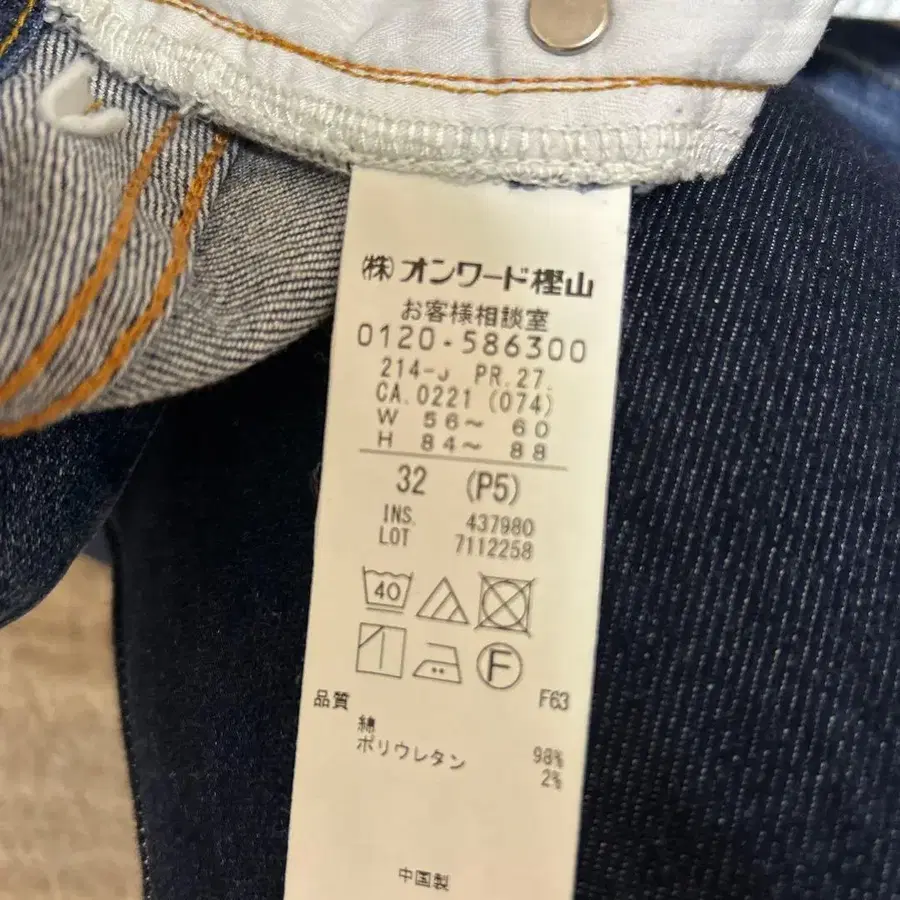 (株)オンワード樫山
お客様相談室
0120-586300
214-J PR.27.
CA.0221 (074)
W 56～ 60
H 84～ 88
32 (P5)
INS. 437980
LOT 7112258
40
F
F63
品質
綿 98%
ポリウレタン 2%
中国製